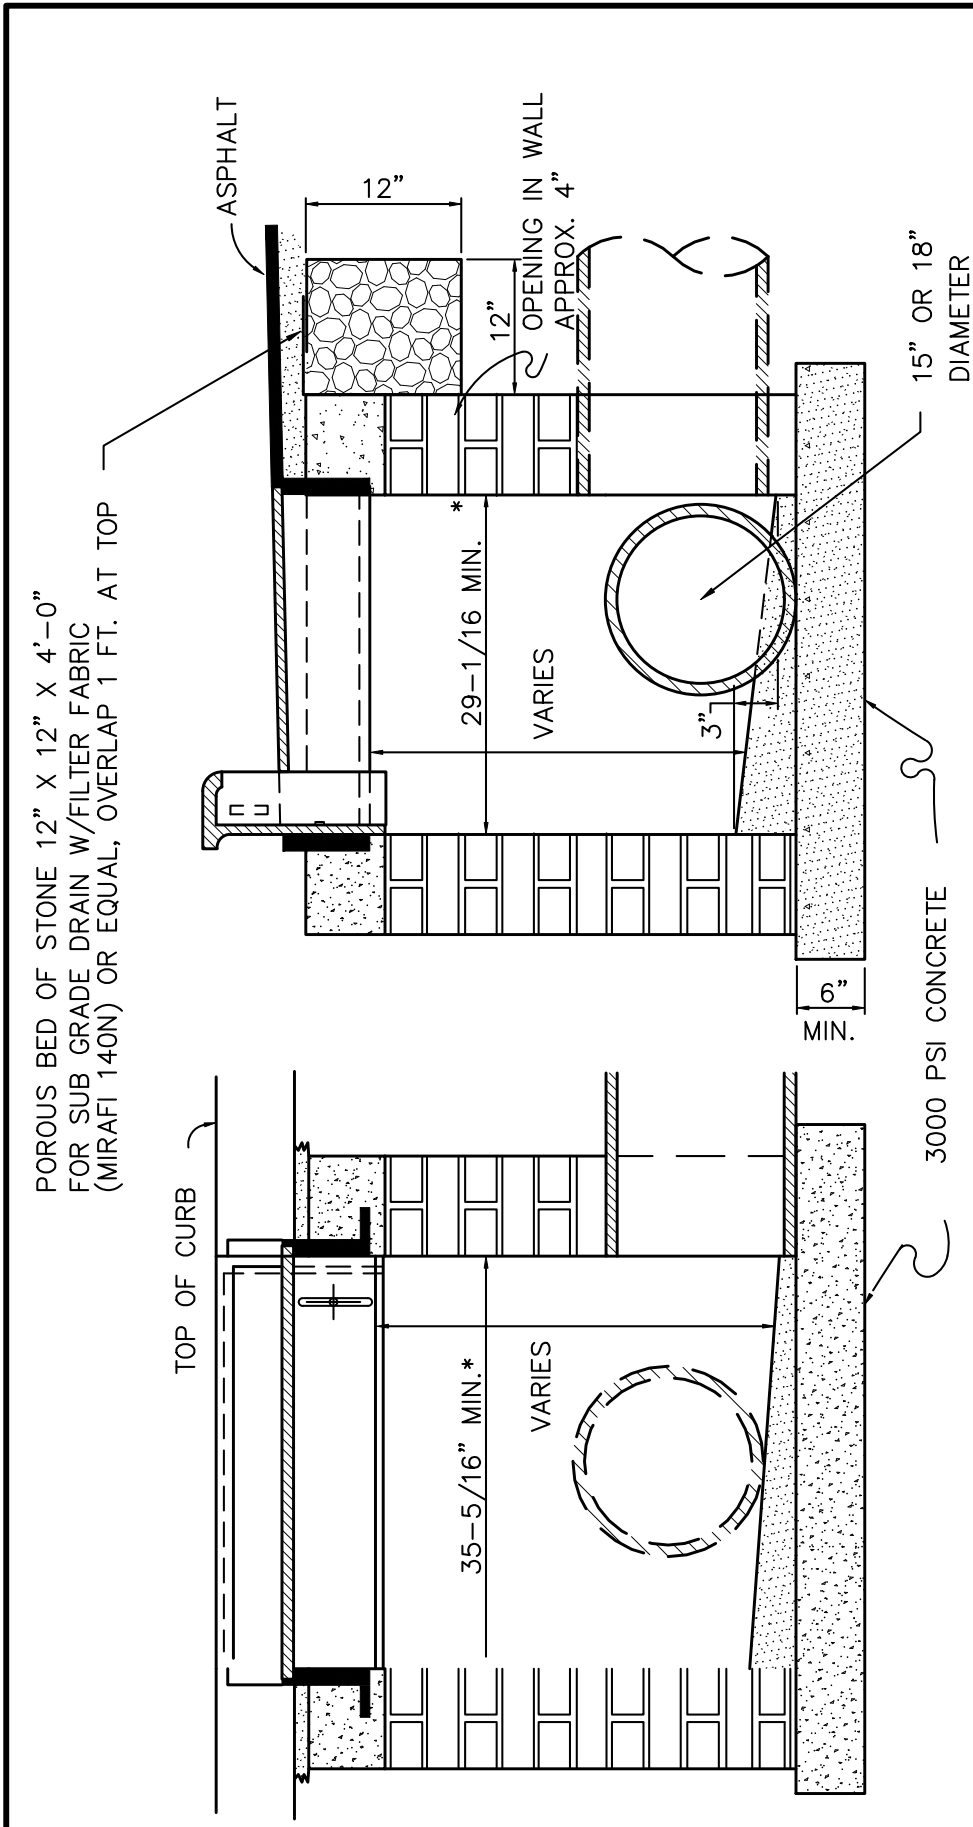 POROUS BED OF STONE 12" X 12" X 4'-0"
FOR SUB GRADE DRAIN W/FILTER FABRIC
(MIRAFI 140N) OR EQUAL, OVERLAP 1 FT. AT TOP
ASPHALT
12"
12"
OPENING IN WALL
APPROX. 4"
29-1/16 MIN. *
VARIES
3"
15" OR 18"
DIAMETER
6"
MIN.
3000 PSI CONCRETE
TOP OF CURB
35-5/16" MIN.*
VARIES